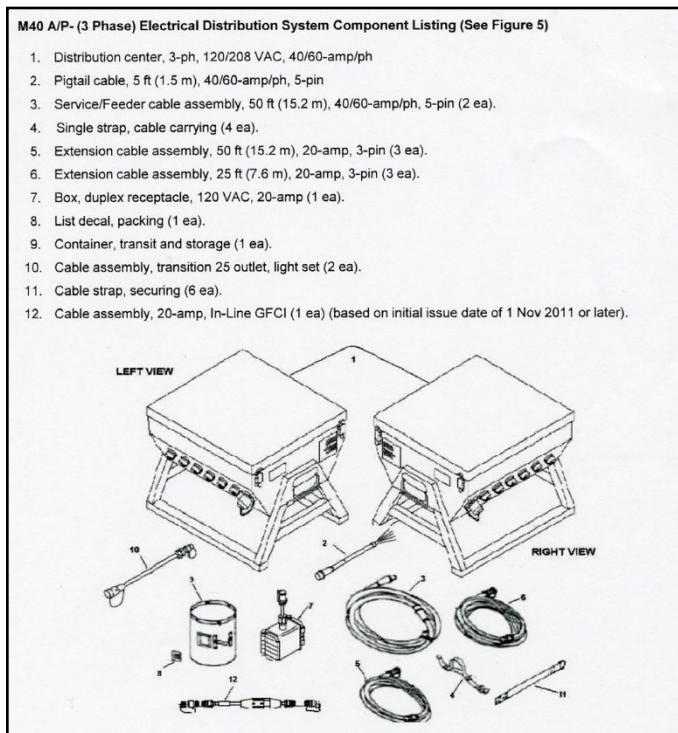 M40 A/P- (3 Phase) Electrical Distribution System Component Listing (See Figure 5)
1. Distribution center, 3-ph, 120/208 VAC, 40/60-amp/ph
2. Pigtail cable, 5 ft (1.5 m), 40/60-amp/ph, 5-pin
3. Service/Feeder cable assembly, 50 ft (15.2 m), 40/60-amp/ph, 5-pin (2 ea).
4. Single strap, cable carrying (4 ea).
5. Extension cable assembly, 50 ft (15.2 m), 20-amp, 3-pin (3 ea).
6. Extension cable assembly, 25 ft (7.6 m), 20-amp, 3-pin (3 ea).
7. Box, duplex receptacle, 120 VAC, 20-amp (1 ea).
8. List decal, packing (1 ea).
9. Container, transit and storage (1 ea).
10. Cable assembly, transition 25 outlet, light set (2 ea).
11. Cable strap, securing (6 ea).
12. Cable assembly, 20-amp, In-Line GFCI (1 ea) (based on initial issue date of 1 Nov 2011 or later).
1
LEFT VIEW
10
2
RIGHT VIEW
9
7
3
6
8
12
5
4
11